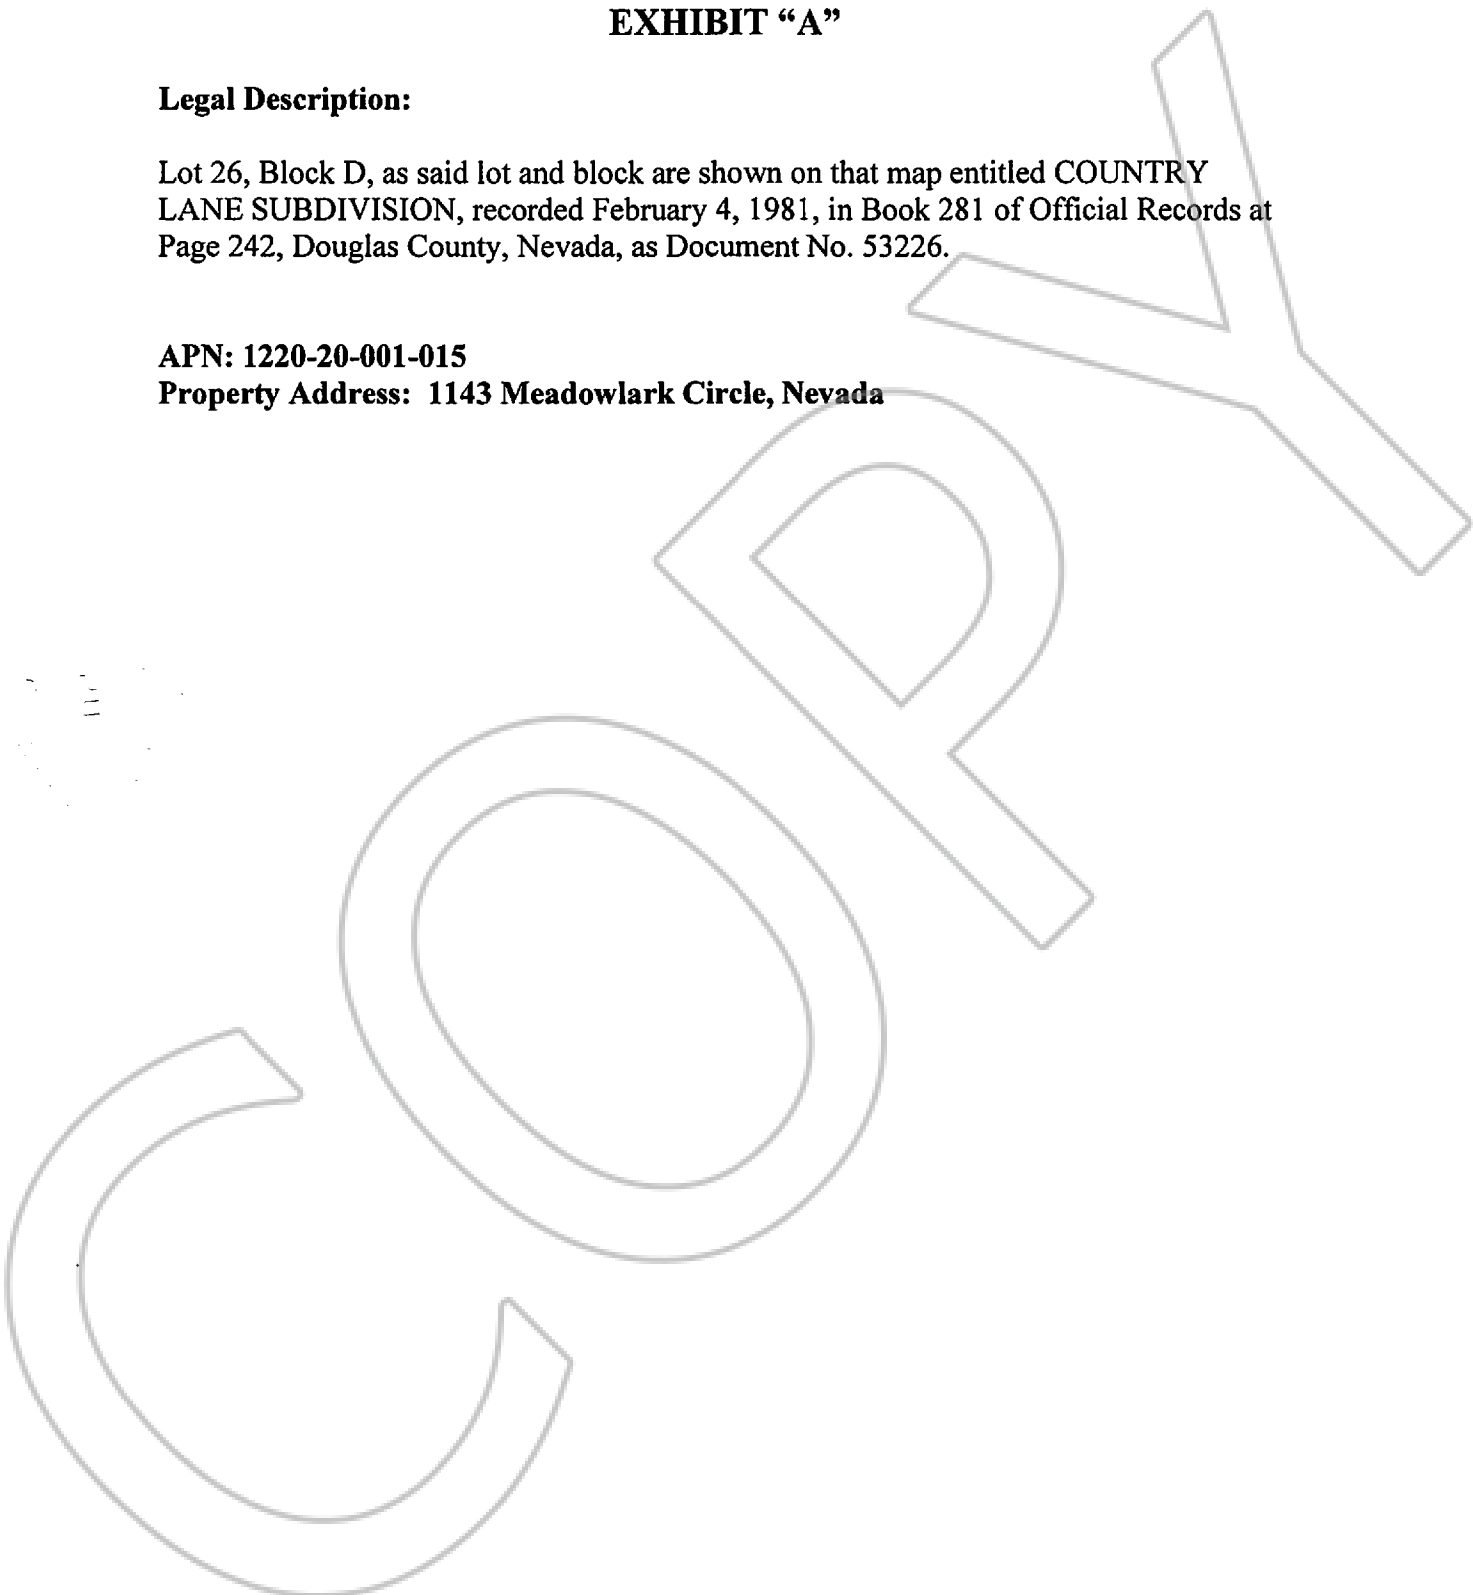 EXHIBIT “A”
Legal Description:
Lot 26, Block D, as said lot and block are shown on that map entitled COUNTRY
LANE SUBDIVISION, recorded February 4, 1981, in Book 281 of Official Records at
Page 242, Douglas County, Nevada, as Document No. 53226.
APN: 1220-20-001-015
Property Address: 1143 Meadowlark Circle, Nevada
COPY